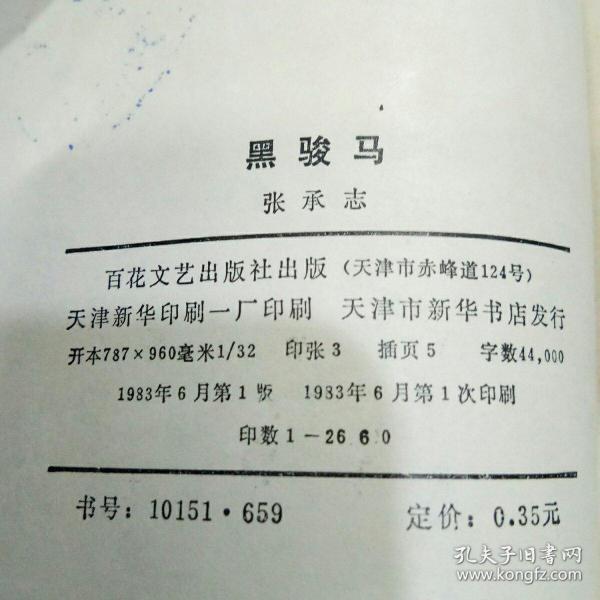 黑骏马
张承志
百花文艺出版社出版（天津市赤峰道124号）
天津新华印刷一厂印刷 天津市新华书店发行
开本787×960毫米1/32 印张3 插页5 字数44,000
1983年6月第1版 1983年6月第1次印刷
印数1-26 6 0
书号：10151·659 定价：0.35元
孔夫子旧书网
www.kongfz.com